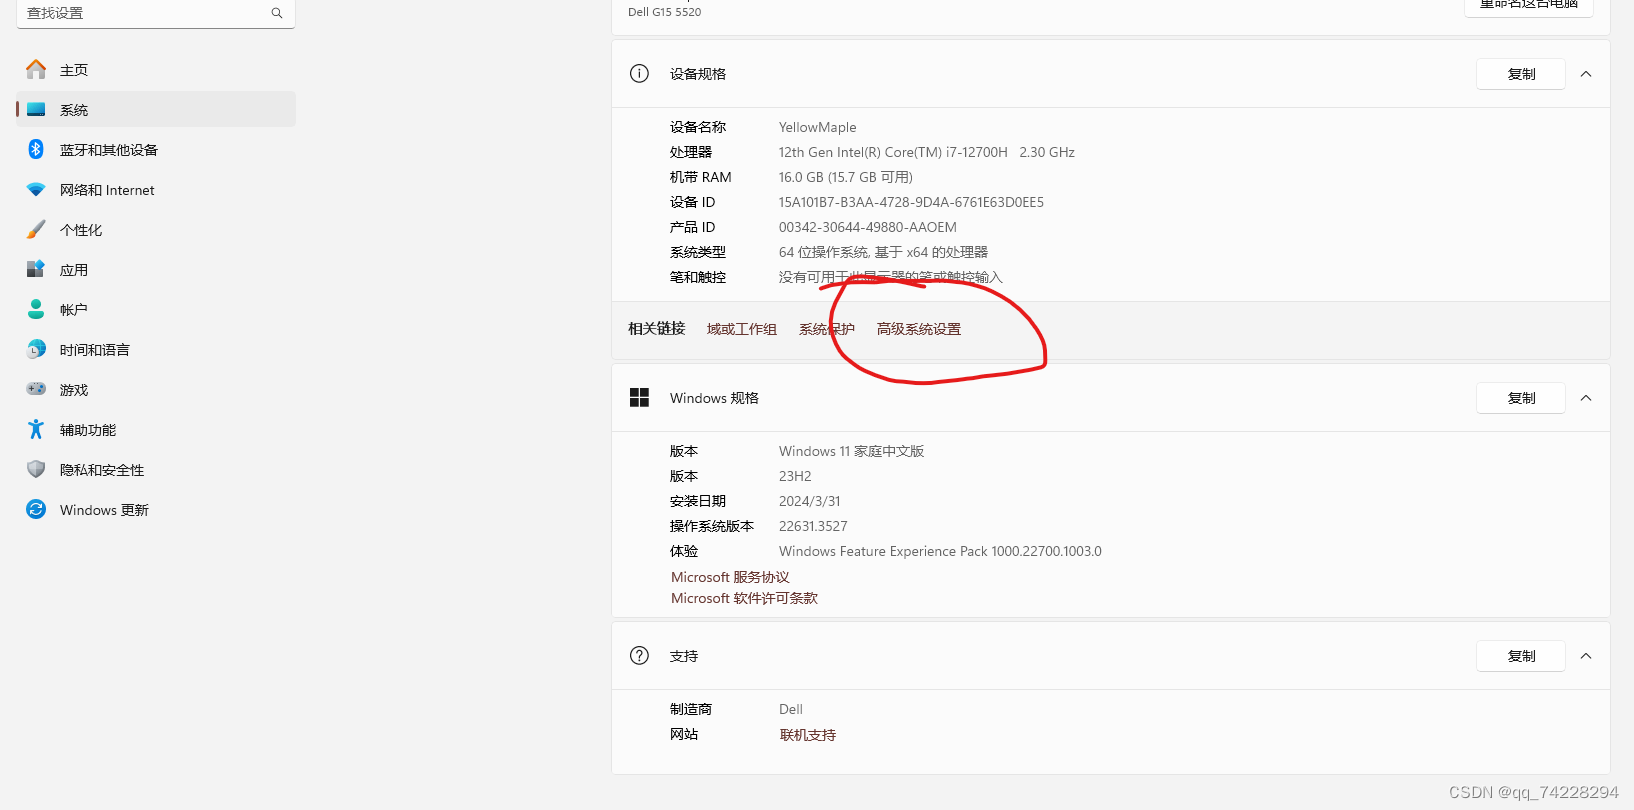 查找设置
主页
系统
蓝牙和其他设备
网络和 Internet
个性化
应用
帐户
时间和语言
游戏
辅助功能
隐私和安全性
Windows 更新
Dell G15 5520
重命名这台电脑
设备规格
复制
设备名称 YellowMaple
处理器 12th Gen Intel(R) Core(TM) i7-12700H 2.30 GHz
机带 RAM 16.0 GB (15.7 GB 可用)
设备 ID 15A101B7-B3AA-4728-9D4A-6761E63D0EE5
产品 ID 00342-30644-49880-AAOEM
系统类型 64 位操作系统, 基于 x64 的处理器
笔和触控 没有可用于此显示器的笔或触控输入
相关链接 域或工作组 系统保护 高级系统设置
Windows 规格
复制
版本 Windows 11 家庭中文版
版本 23H2
安装日期 2024/3/31
操作系统版本 22631.3527
体验 Windows Feature Experience Pack 1000.22700.1003.0
Microsoft 服务协议
Microsoft 软件许可条款
支持
复制
制造商 Dell
网站 联机支持
CSDN @qq_74228294